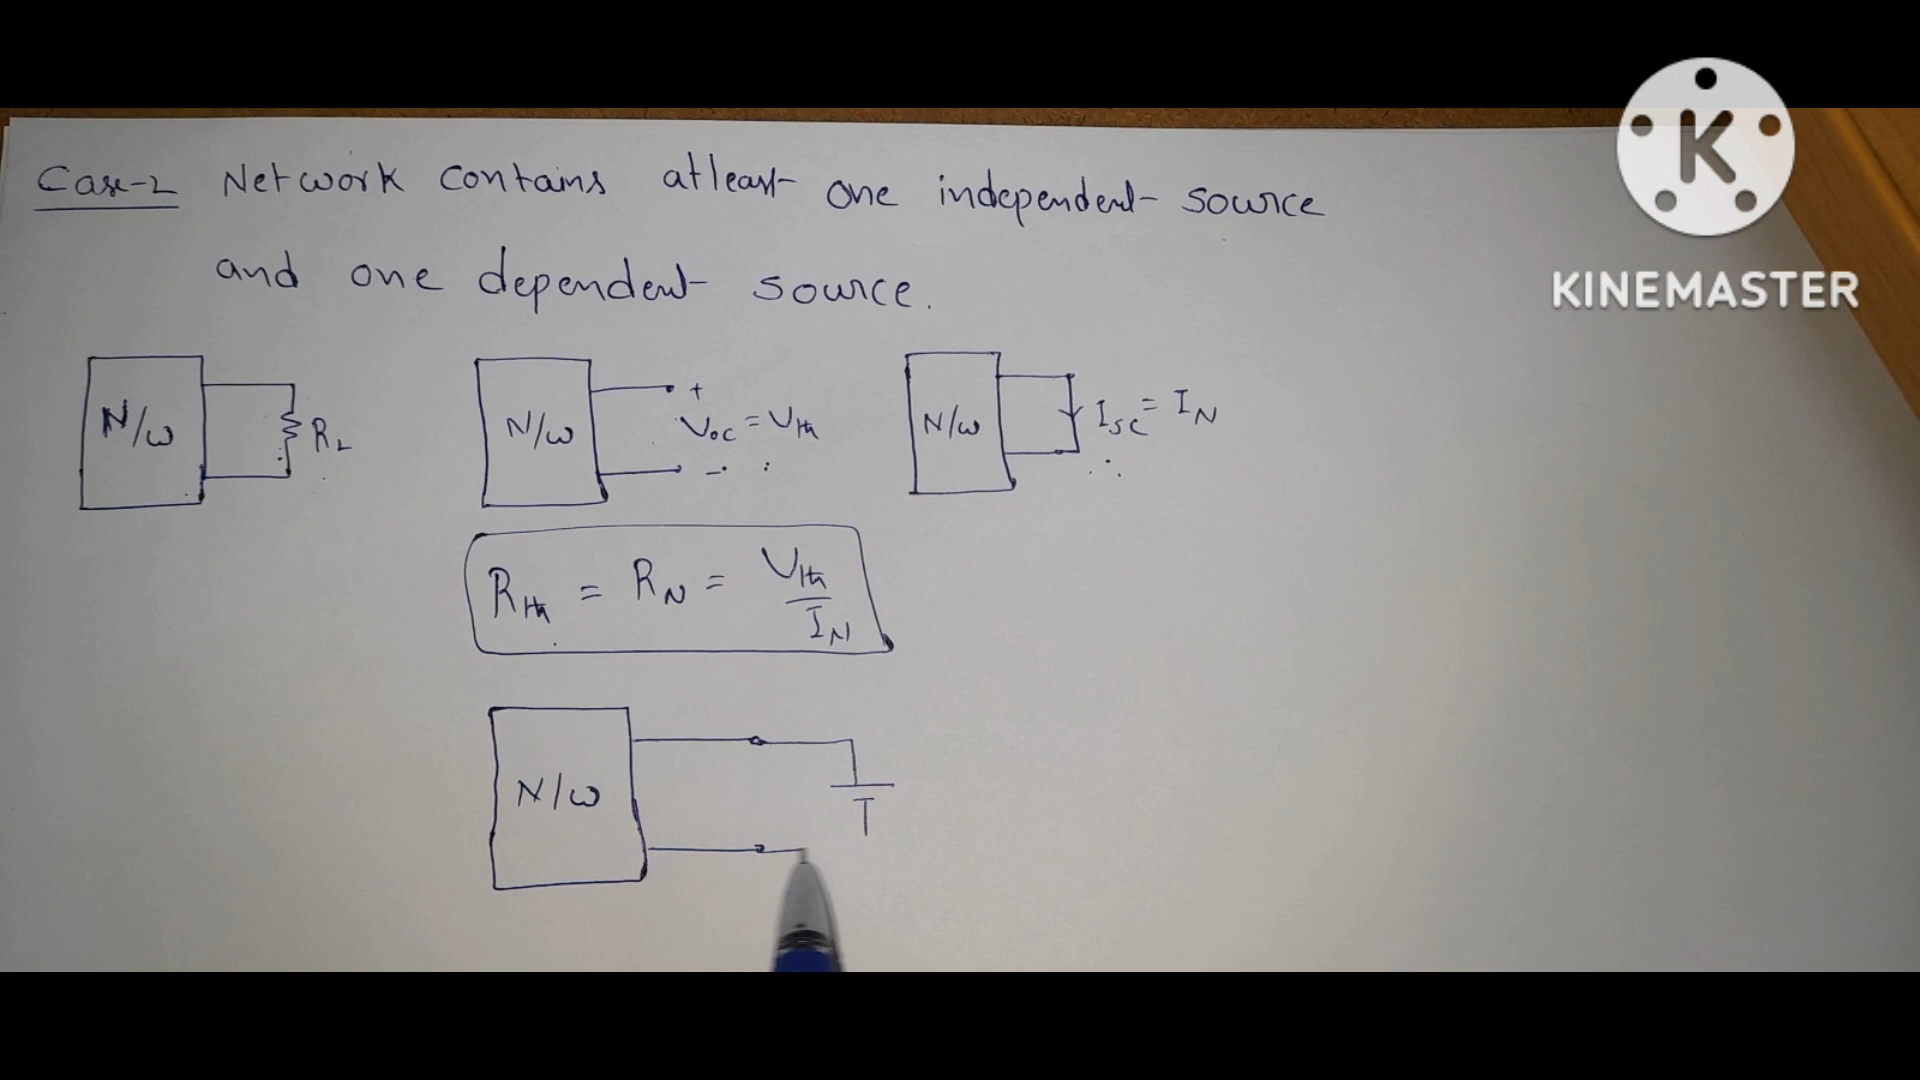 Case-2 Network contains atleast one independent source
and one dependent source.
N/W
RL
N/W
+
Voc = Vth
-
N/W
Isc = IN
Rth = RN = Vth
IN
N/W
K
KINEMASTER